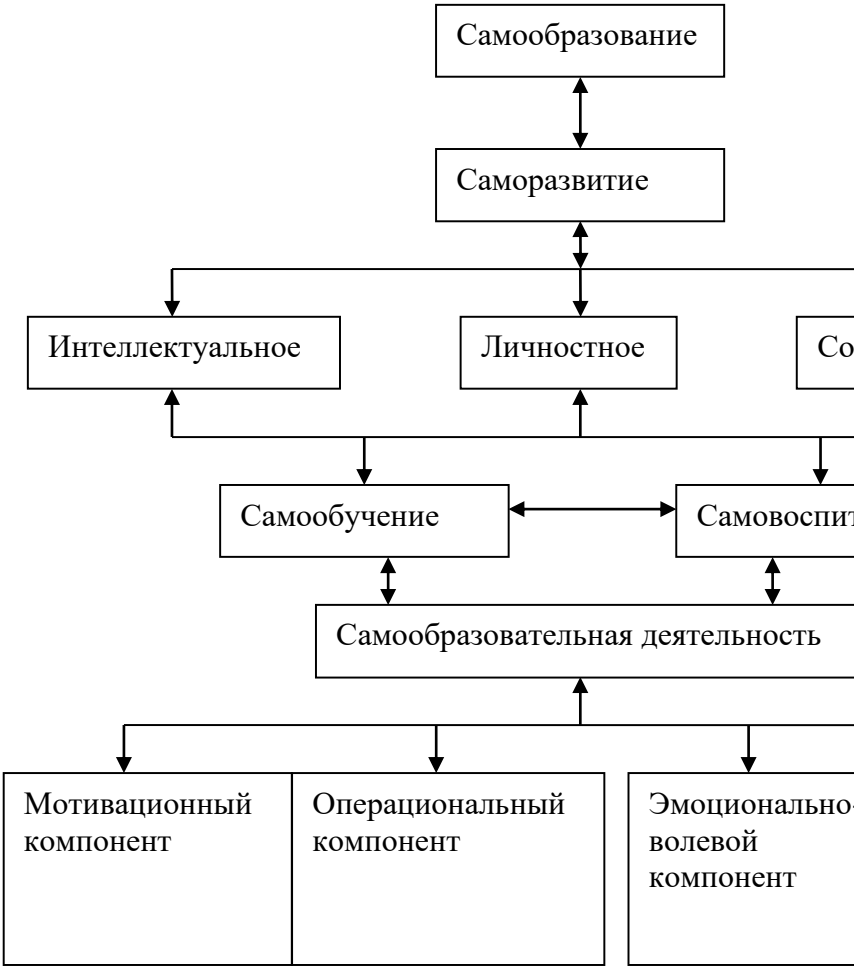 Самообразование
Саморазвитие
Интеллектуальное
Личностное
Самообучение
Самообразовательная деятельность
Мотивационный
компонент
Операциональный
компонент
Эмоционально-
волевой
компонент